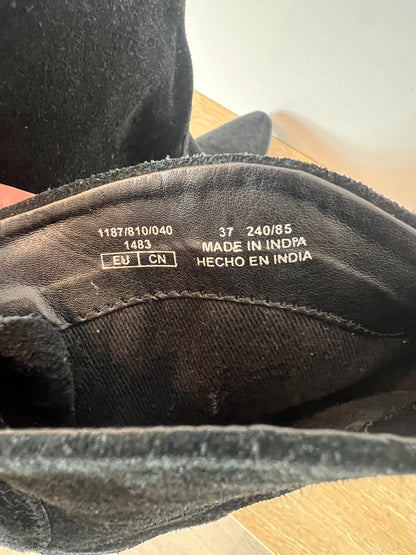 1187/810/040
1483
EU CN
37 240/85
MADE IN INDPA
HECHO EN INDIA